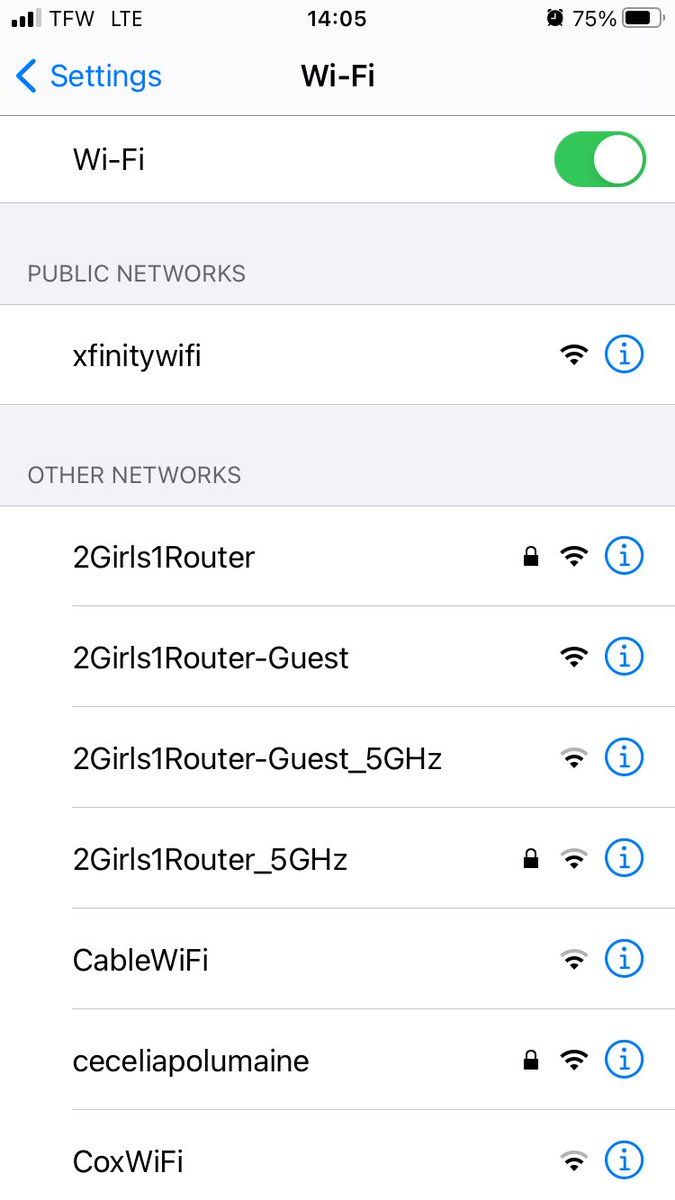 TFW LTE 14:05 75%
Settings Wi-Fi
Wi-Fi
PUBLIC NETWORKS
xfinitywifi
OTHER NETWORKS
2Girls1Router
2Girls1Router-Guest
2Girls1Router-Guest_5GHz
2Girls1Router_5GHz
CableWiFi
ceceliapolumaine
CoxWiFi